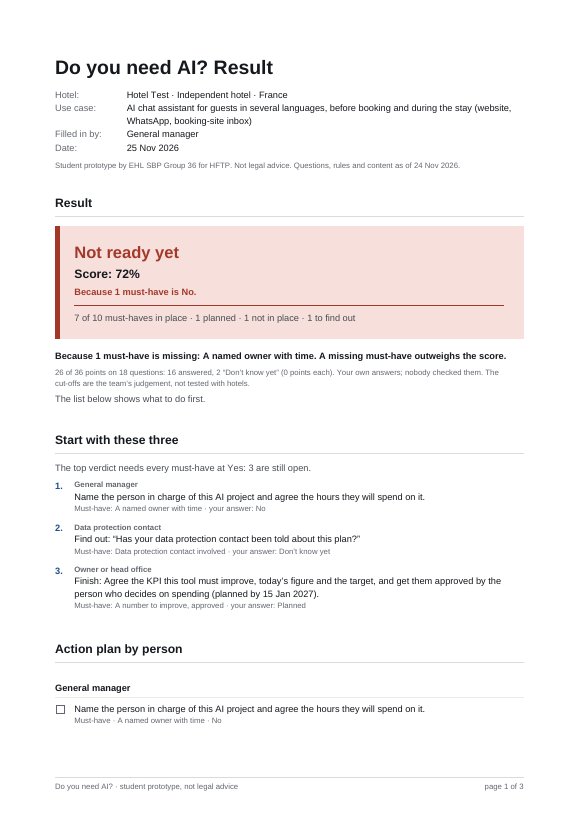 Do you need AI? Result
Hotel: Hotel Test · Independent hotel · France
Use case: AI chat assistant for guests in several languages, before booking and during the stay (website,
WhatsApp, booking-site inbox)
Filled in by: General manager
Date: 25 Nov 2026
Student prototype by EHL SBP Group 36 for HFTP. Not legal advice. Questions, rules and content as of 24 Nov 2026.
Result
Not ready yet
Score: 72%
Because 1 must-have is No.
7 of 10 must-haves in place · 1 planned · 1 not in place · 1 to find out
Because 1 must-have is missing: A named owner with time. A missing must-have outweighs the score.
26 of 36 points on 18 questions: 16 answered, 2 “Don't know yet” (0 points each). Your own answers; nobody checked them. The
cut-offs are the team's judgement, not tested with hotels.
The list below shows what to do first.
Start with these three
The top verdict needs every must-have at Yes: 3 are still open.
1. General manager
Name the person in charge of this AI project and agree the hours they will spend on it.
Must-have: A named owner with time · your answer: No
2. Data protection contact
Find out: “Has your data protection contact been told about this plan?”
Must-have: Data protection contact involved · your answer: Don't know yet
3. Owner or head office
Finish: Agree the KPI this tool must improve, today's figure and the target, and get them approved by the
person who decides on spending (planned by 15 Jan 2027).
Must-have: A number to improve, approved · your answer: Planned
Action plan by person
General manager
Name the person in charge of this AI project and agree the hours they will spend on it.
Must-have · A named owner with time · No
Do you need AI? · student prototype, not legal advice page 1 of 3